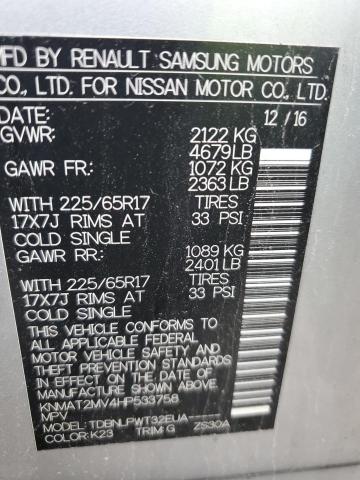 MFD BY RENAULT SAMSUNG MOTORS
CO., LTD. FOR NISSAN MOTOR CO., LTD.
DATE: 12/16
GVWR: 2122 KG
4679LB
GAWR FR: 1072 KG
2363 LB
WITH 225/65R17 TIRES
17X7J RIMS AT 33 PSI
COLD SINGLE
GAWR RR: 1089 KG
2401 LB
WITH 225/65R17 TIRES
17X7J RIMS AT 33 PSI
COLD SINGLE
THIS VEHICLE CONFORMS TO
ALL APPLICABLE FEDERAL
MOTOR VEHICLE SAFETY, BUMPER,
AND THEFT PREVENTION STANDARDS
IN EFFECT ON THE DATE OF
MANUFACTURE SHOWN ABOVE.
KNMAT2MV4HP533758
MPV
MODEL: TDBNLPWT32EUA-----
COLOR: K23 TRIM: G ZS30A